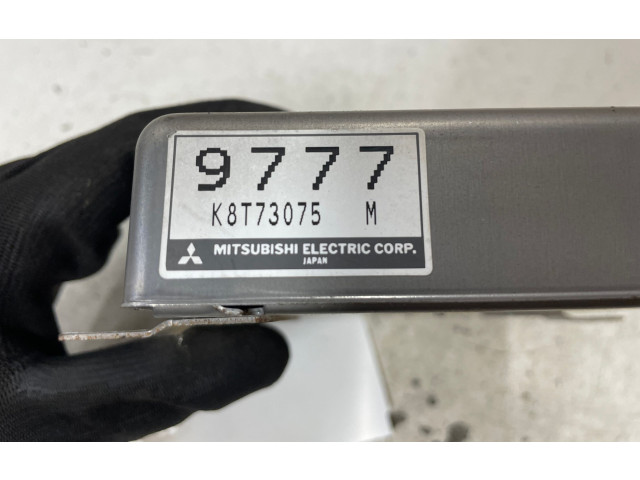 9777
K8T73075 M
MITSUBISHI ELECTRIC CORP.
JAPAN